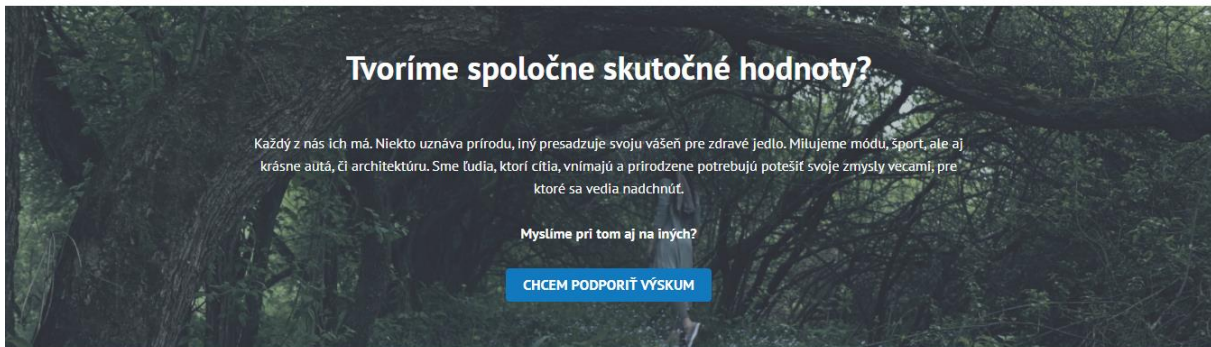 Tvoríme spoločne skutočné hodnoty?
Každý z nás ich má. Niekto uznáva prírodu, iný presadzuje svoju vášeň pre zdravé jedlo. Milujeme módu, šport, ale aj
krásne autá, či architektúru. Sme ľudia, ktorí cítia, vnímajú a prirodzene potrebujú potešiť svoje zmysly vecami, pre
ktoré sa vedia nadchnúť.
Myslíme pri tom aj na iných?
CHCEM PODPORIŤ VÝSKUM